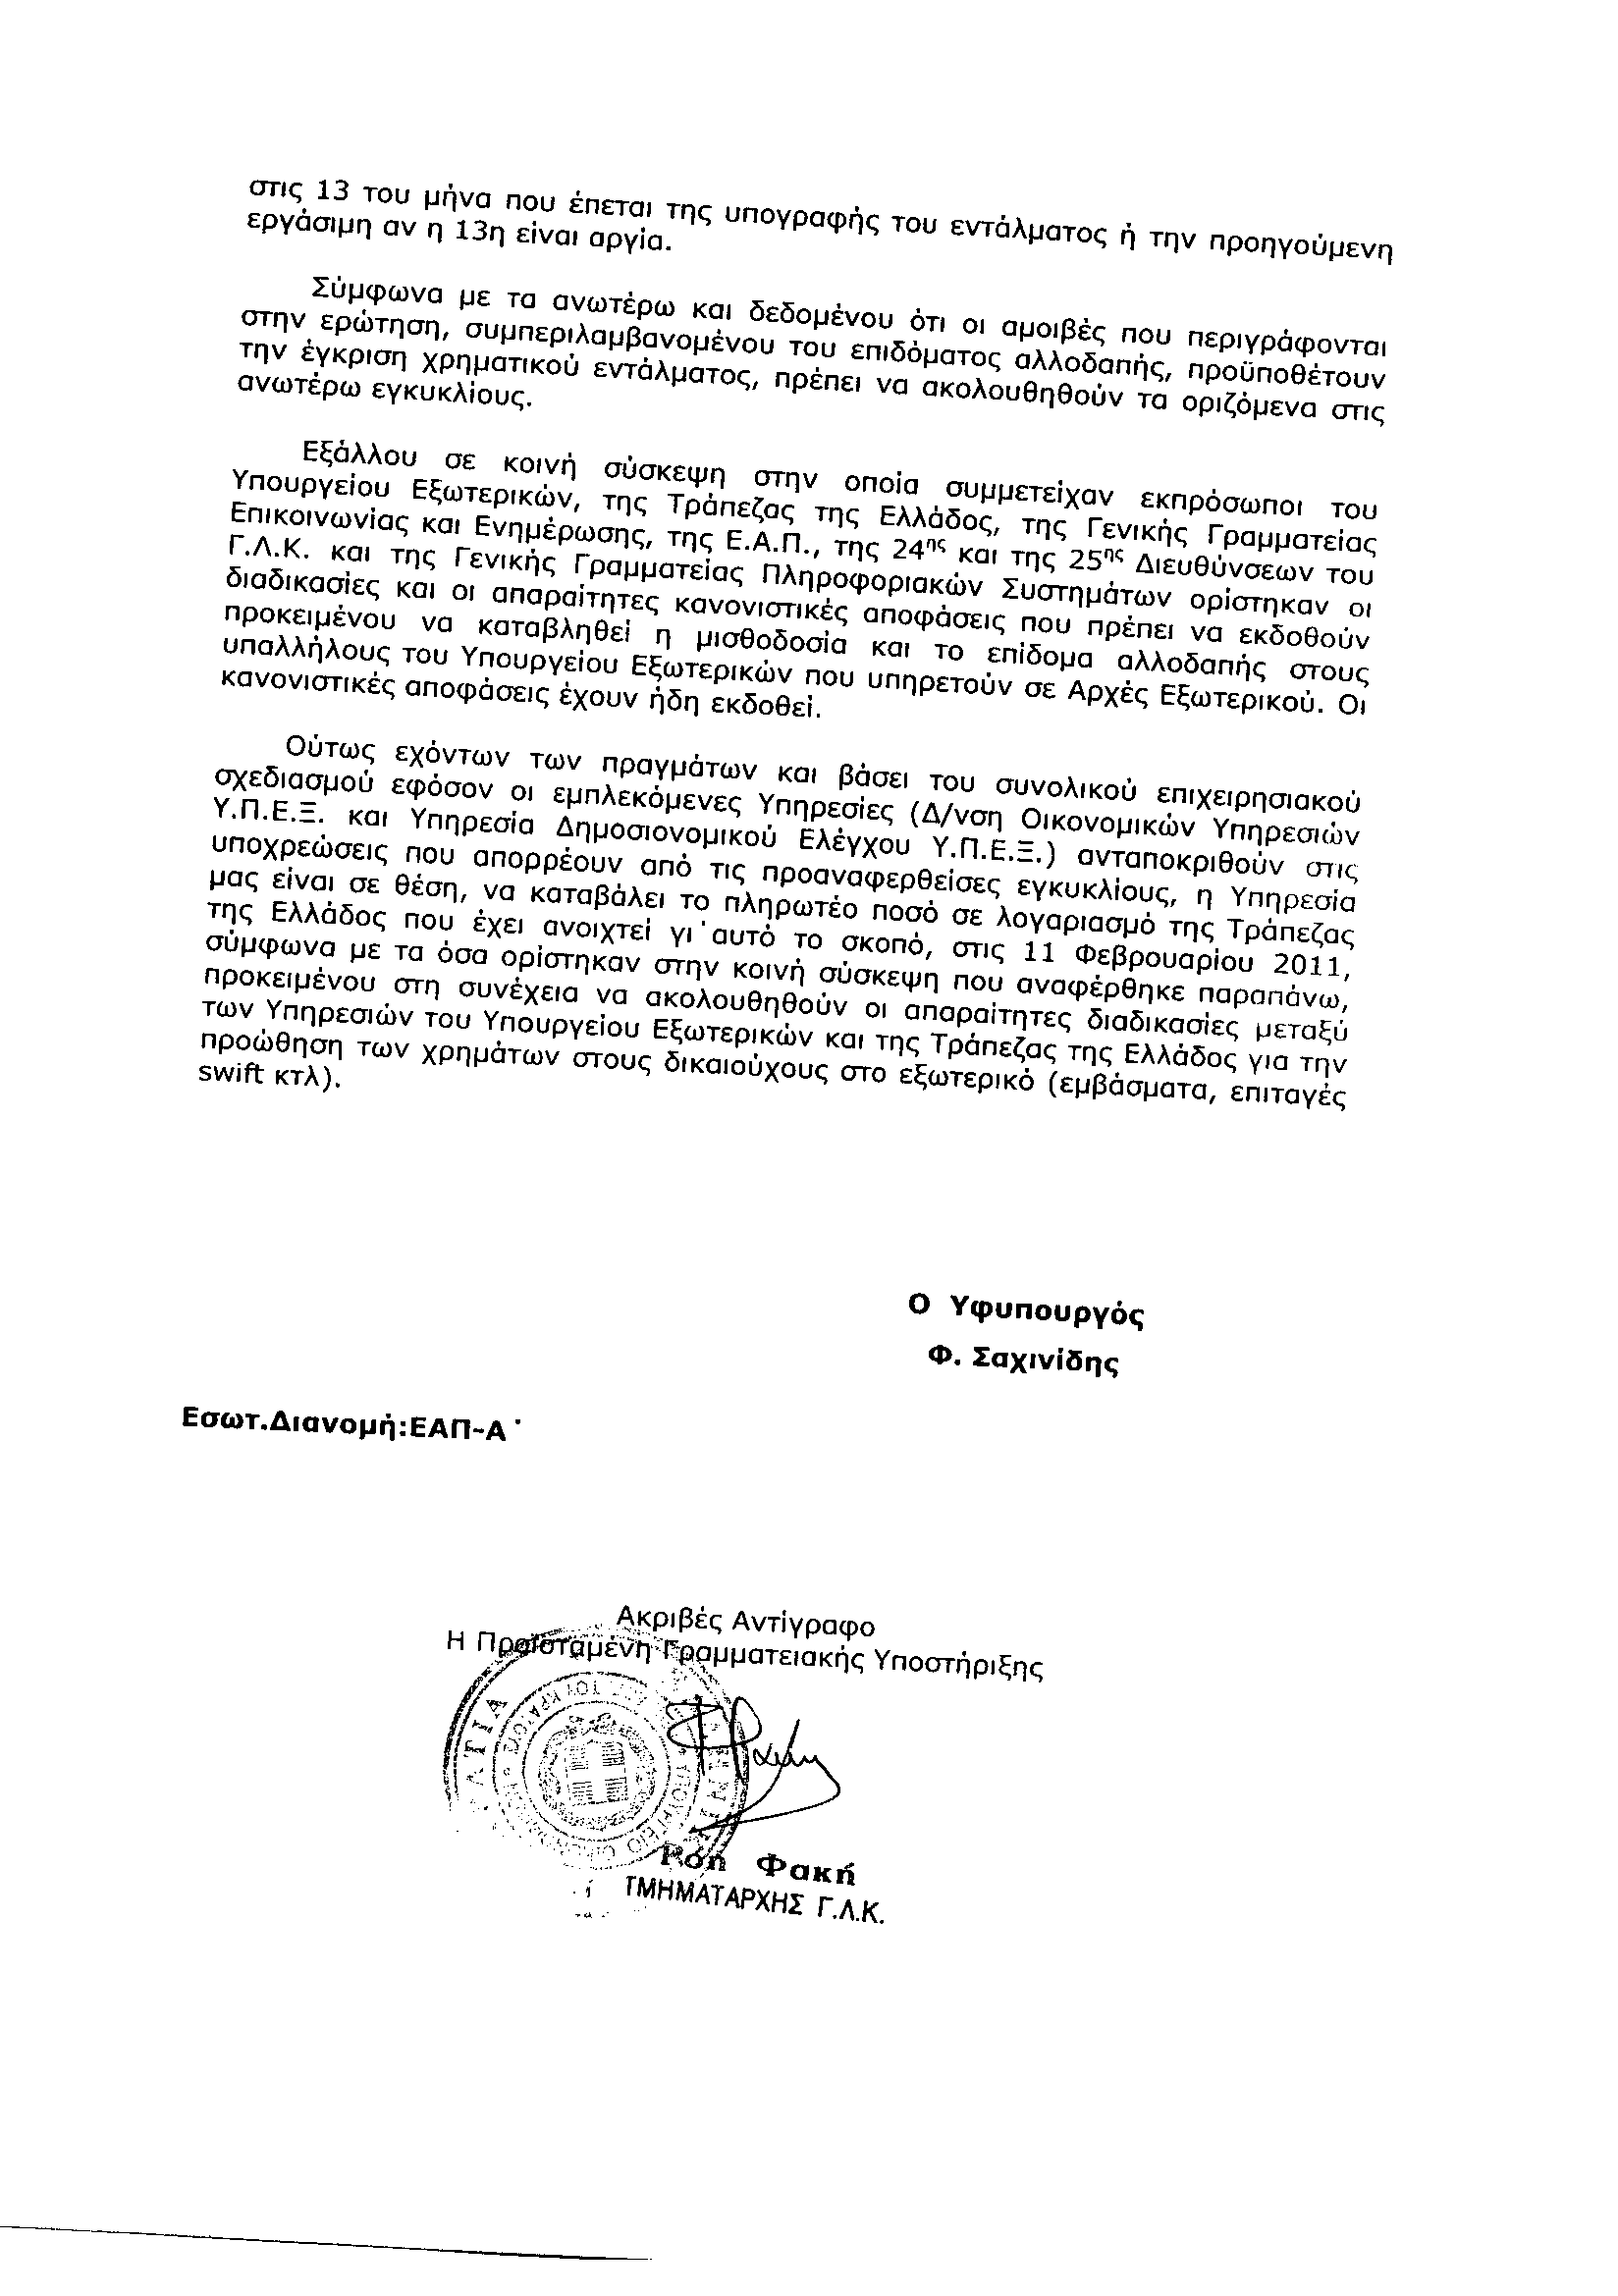 στις 13 του μήνα που έπεται της υπογραφής του εντάλματος ή την προηγούμενη
εργάσιμη αν η 13η είναι αργία.
Σύμφωνα με τα ανωτέρω και δεδομένου ότι οι αμοιβές που περιγράφονται
στην ερώτηση, συμπεριλαμβανομένου του επιδόματος αλλοδαπής, προϋποθέτουν
την έγκριση χρηματικού εντάλματος, πρέπει να ακολουθηθούν τα οριζόμενα στις
ανωτέρω εγκυκλίους.
Εξάλλου σε κοινή σύσκεψη στην οποία συμμετείχαν εκπρόσωποι του
Υπουργείου Εξωτερικών, της Τράπεζας της Ελλάδος, της Γενικής Γραμματείας
Επικοινωνίας και Ενημέρωσης, της Ε.Α.Π., της 24ης και της 25ης Διευθύνσεων του
Γ.Λ.Κ. και της Γενικής Γραμματείας Πληροφοριακών Συστημάτων ορίστηκαν οι
διαδικασίες και οι απαραίτητες κανονιστικές αποφάσεις που πρέπει να εκδοθούν
προκειμένου να καταβληθεί η μισθοδοσία και το επίδομα αλλοδαπής στους
υπαλλήλους του Υπουργείου Εξωτερικών που υπηρετούν σε Αρχές Εξωτερικού. Οι
κανονιστικές αποφάσεις έχουν ήδη εκδοθεί.
Ούτως εχόντων των πραγμάτων και βάσει του συνολικού επιχειρησιακού
σχεδιασμού εφόσον οι εμπλεκόμενες Υπηρεσίες (Δ/νση Οικονομικών Υπηρεσιών
Υ.Π.Ε.Ξ. και Υπηρεσία Δημοσιονομικού Ελέγχου Υ.Π.Ε.Ξ.) ανταποκριθούν στις
υποχρεώσεις που απορρέουν από τις προαναφερθείσες εγκυκλίους, η Υπηρεσία
μας είναι σε θέση, να καταβάλει το πληρωτέο ποσό σε λογαριασμό της Τράπεζας
της Ελλάδος που έχει ανοιχτεί γι΄αυτό το σκοπό, στις 11 Φεβρουαρίου 2011,
σύμφωνα με τα όσα ορίστηκαν στην κοινή σύσκεψη που αναφέρθηκε παραπάνω,
προκειμένου στη συνέχεια να ακολουθηθούν οι απαραίτητες διαδικασίες μεταξύ
των Υπηρεσιών του Υπουργείου Εξωτερικών και της Τράπεζας της Ελλάδος για την
προώθηση των χρημάτων στους δικαιούχους στο εξωτερικό (εμβάσματα, επιταγές
swift κτλ).
Ο Υφυπουργός
Φ. Σαχινίδης
Εσωτ.Διανομή:ΕΑΠ-Α΄
Ακριβές Αντίγραφο
Η Προϊσταμένη Γραμματειακής Υποστήριξης
Ρόη Φακή
ΤΜΗΜΑΤΑΡΧΗΣ Γ.Λ.Κ.